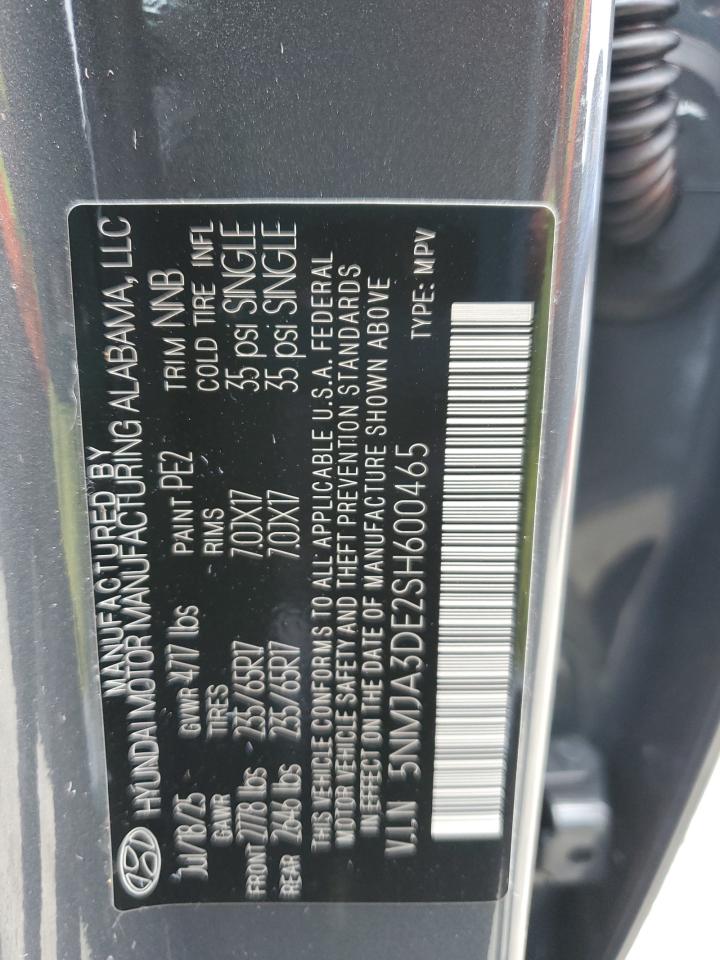 MANUFACTURED BY
HYUNDAI MOTOR MANUFACTURING ALABAMA, LLC
Jul/18/25 GVWR 4717 lbs PAINT PE2 TRIM NNB
GAWR TIRES RIMS COLD TIRE INFL
FRONT 2778 lbs 235/65R17 7.0JX17 35 psi SINGLE
REAR 2646 lbs 235/65R17 7.0JX17 35 psi SINGLE
THIS VEHICLE CONFORMS TO ALL APPLICABLE U.S.A. FEDERAL
MOTOR VEHICLE SAFETY AND THEFT PREVENTION STANDARDS
IN EFFECT ON THE DATE OF MANUFACTURE SHOWN ABOVE
V.I.N 5NMJA3DE2SH600465 TYPE: MPV